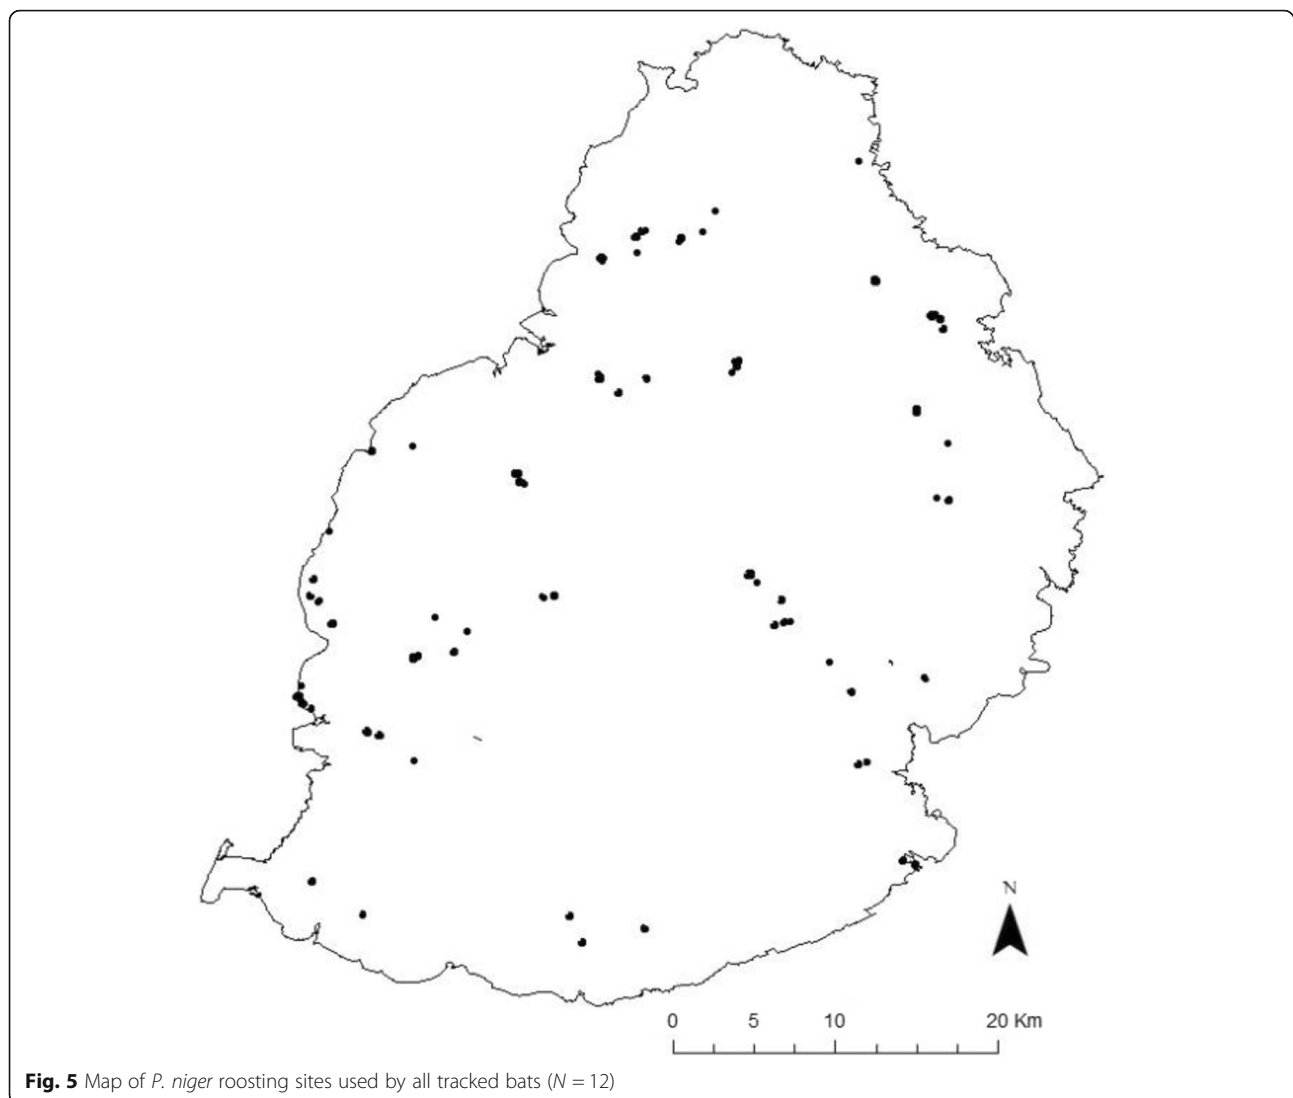 N
0 5 10 20 Km
Fig. 5 Map of P. niger roosting sites used by all tracked bats (N = 12)